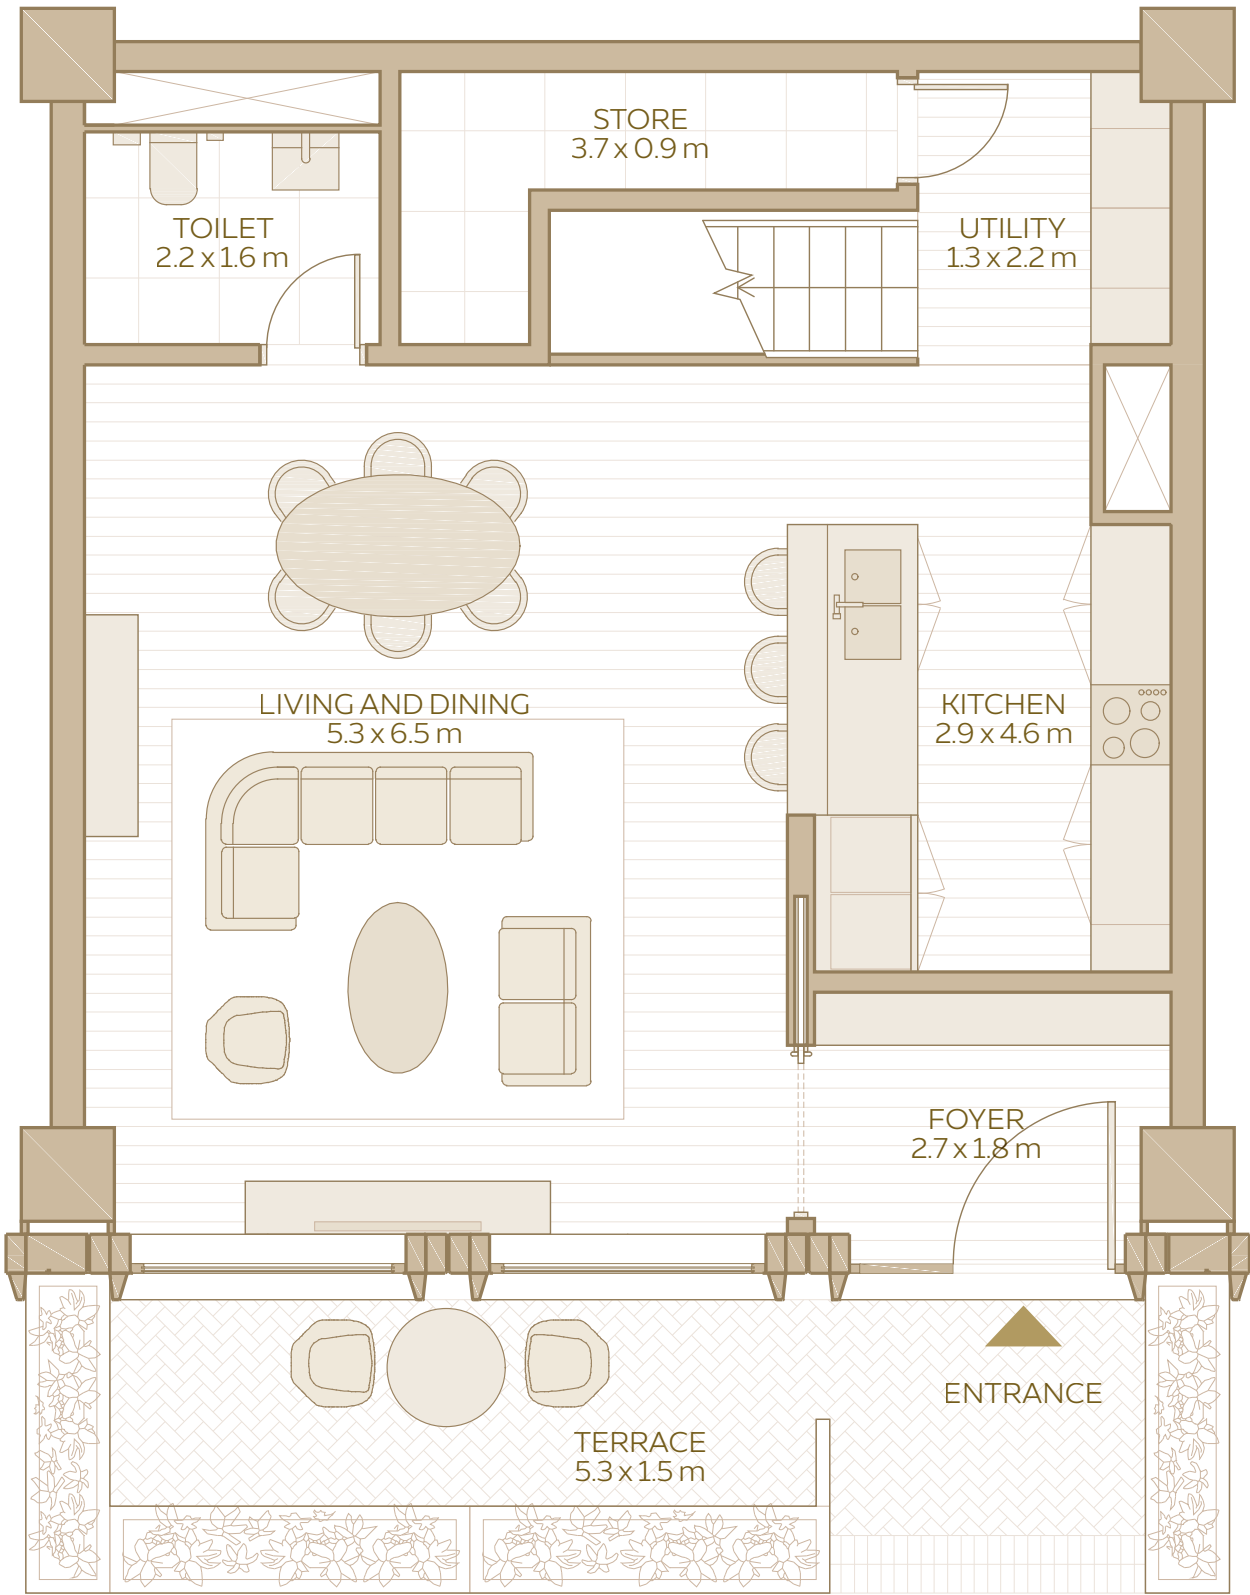 STORE
3.7 x 0.9 m
TOILET
2.2 x 1.6 m
UTILITY
1.3 x 2.2 m
LIVING AND DINING
5.3 x 6.5 m
KITCHEN
2.9 x 4.6 m
FOYER
2.7 x 1.8 m
ENTRANCE
TERRACE
5.3 x 1.5 m